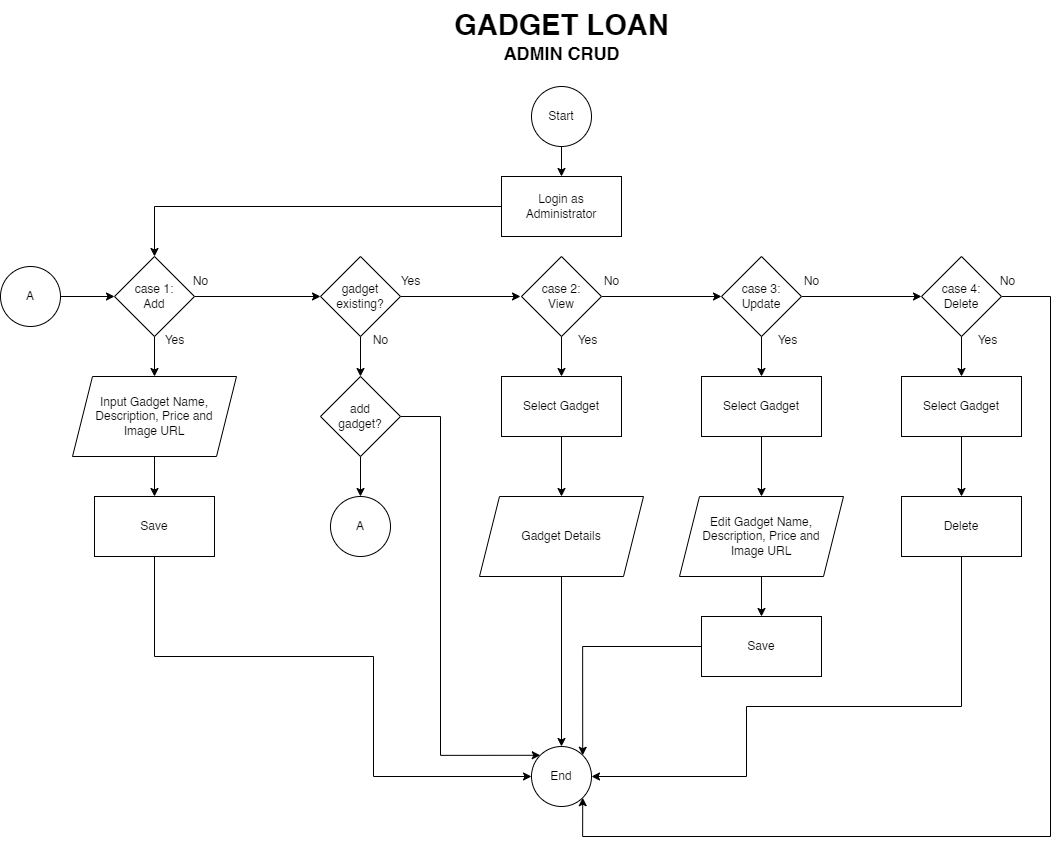 GADGET LOAN
ADMIN CRUD
Start
Login as
Administrator
A
case 1:
Add
No
gadget
existing?
Yes
case 2:
View
No
case 3:
Update
No
case 4:
Delete
No
Yes
No
Yes
Yes
Yes
Input Gadget Name,
Description, Price and
Image URL
add
gadget?
Select Gadget
Select Gadget
Select Gadget
Save
A
Gadget Details
Edit Gadget Name,
Description, Price and
Image URL
Delete
Save
End